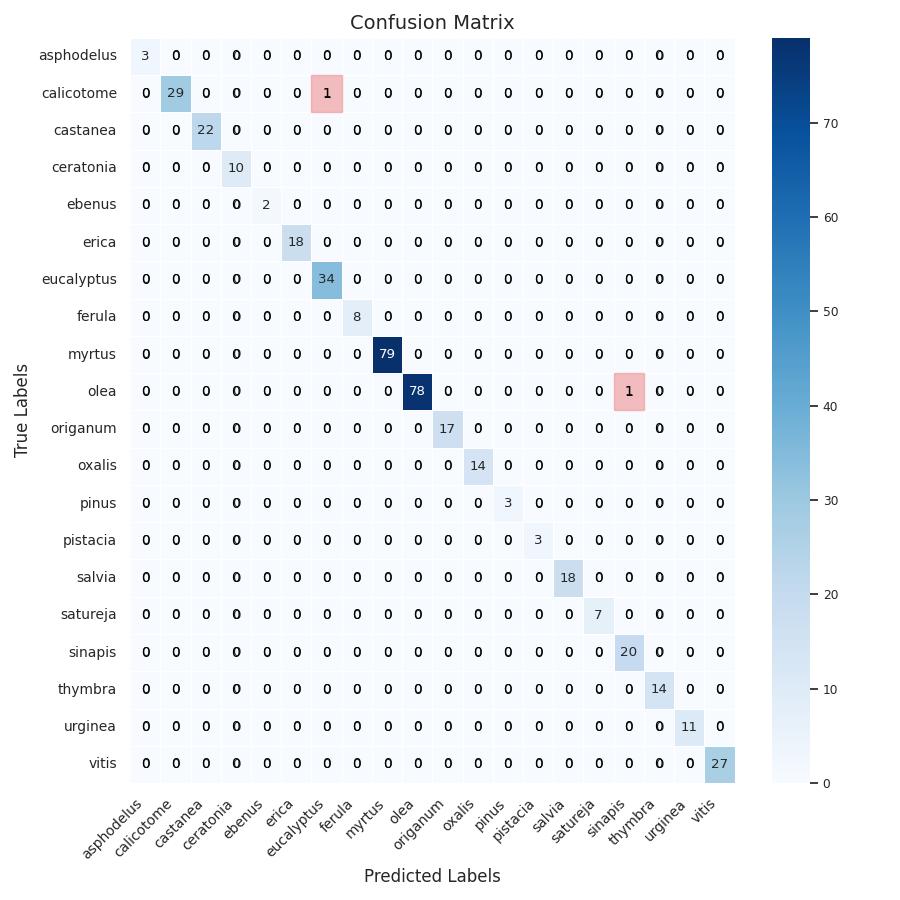 Confusion Matrix
asphodelus 3 0 0 0 0 0 0 0 0 0 0 0 0 0 0 0 0 0 0 0
calicotome 0 29 0 0 0 0 1 0 0 0 0 0 0 0 0 0 0 0 0 0
castanea 0 0 22 0 0 0 0 0 0 0 0 0 0 0 0 0 0 0 0 0
ceratonia 0 0 0 10 0 0 0 0 0 0 0 0 0 0 0 0 0 0 0 0
ebenus 0 0 0 0 2 0 0 0 0 0 0 0 0 0 0 0 0 0 0 0
erica 0 0 0 0 0 18 0 0 0 0 0 0 0 0 0 0 0 0 0 0
eucalyptus 0 0 0 0 0 0 34 0 0 0 0 0 0 0 0 0 0 0 0 0
ferula 0 0 0 0 0 0 0 8 0 0 0 0 0 0 0 0 0 0 0 0
myrtus 0 0 0 0 0 0 0 0 79 0 0 0 0 0 0 0 0 0 0 0
olea 0 0 0 0 0 0 0 0 0 78 0 0 0 0 0 0 1 0 0 0
origanum 0 0 0 0 0 0 0 0 0 0 17 0 0 0 0 0 0 0 0 0
oxalis 0 0 0 0 0 0 0 0 0 0 0 14 0 0 0 0 0 0 0 0
pinus 0 0 0 0 0 0 0 0 0 0 0 0 3 0 0 0 0 0 0 0
pistacia 0 0 0 0 0 0 0 0 0 0 0 0 0 3 0 0 0 0 0 0
salvia 0 0 0 0 0 0 0 0 0 0 0 0 0 0 18 0 0 0 0 0
satureja 0 0 0 0 0 0 0 0 0 0 0 0 0 0 0 7 0 0 0 0
sinapis 0 0 0 0 0 0 0 0 0 0 0 0 0 0 0 0 20 0 0 0
thymbra 0 0 0 0 0 0 0 0 0 0 0 0 0 0 0 0 0 14 0 0
urginea 0 0 0 0 0 0 0 0 0 0 0 0 0 0 0 0 0 0 11 0
vitis 0 0 0 0 0 0 0 0 0 0 0 0 0 0 0 0 0 0 0 27
True Labels
asphodelus calicotome castanea ceratonia ebenus erica eucalyptus ferula myrtus olea origanum oxalis pinus pistacia salvia satureja sinapis thymbra urginea vitis
Predicted Labels
70
60
50
40
30
20
10
0